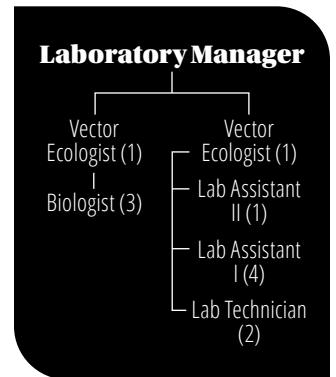 Laboratory Manager
Vector
Ecologist (1)
Biologist (3)
Vector
Ecologist (1)
Lab Assistant
II (1)
Lab Assistant
I (4)
Lab Technician
(2)